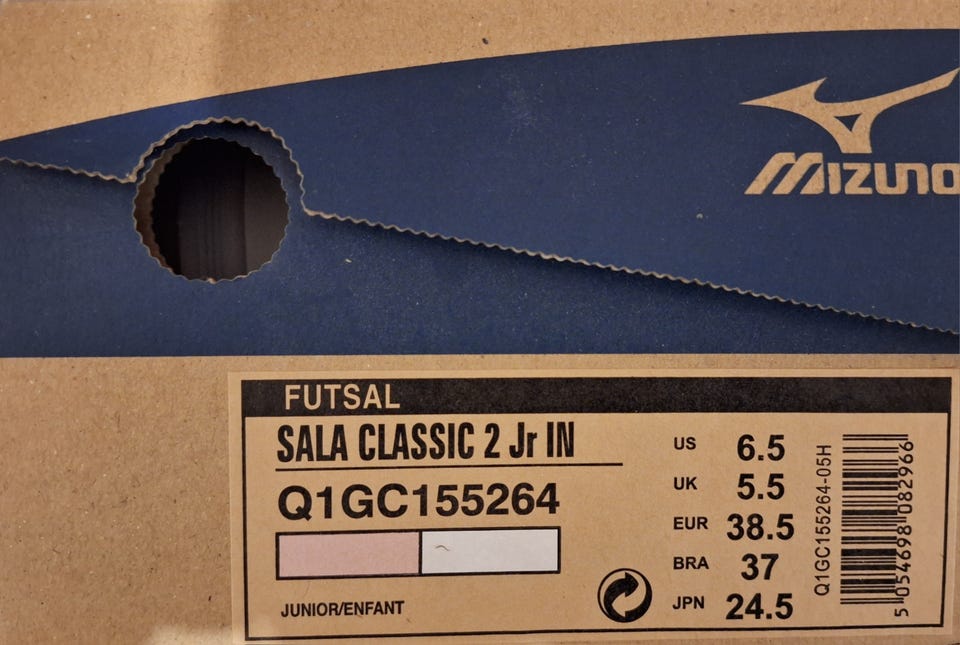 MIZUNO
FUTSAL
SALA CLASSIC 2 Jr IN
Q1GC155264
JUNIOR/ENFANT
US 6.5
UK 5.5
EUR 38.5
BRA 37
JPN 24.5
Q1GC155264-05H
5 054698 082966